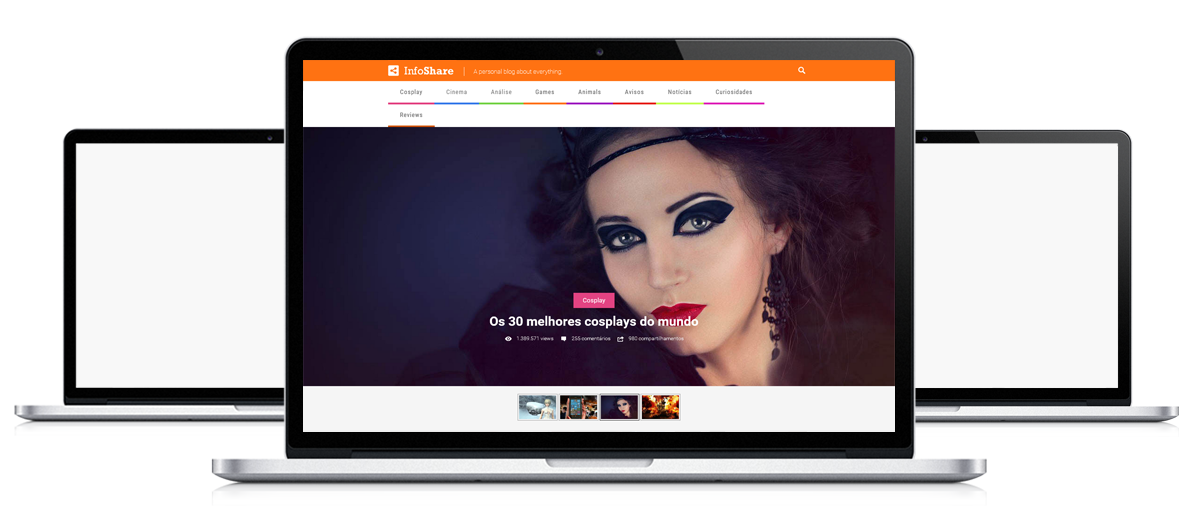 InfoShare | A personal blog about everything.
Cosplay Cinema Análise Games Animals Avisos Notícias Curiosidades
Reviews
Cosplay
Os 30 melhores cosplays do mundo
1.389.571 views 255 comentários 980 compartilhamentos